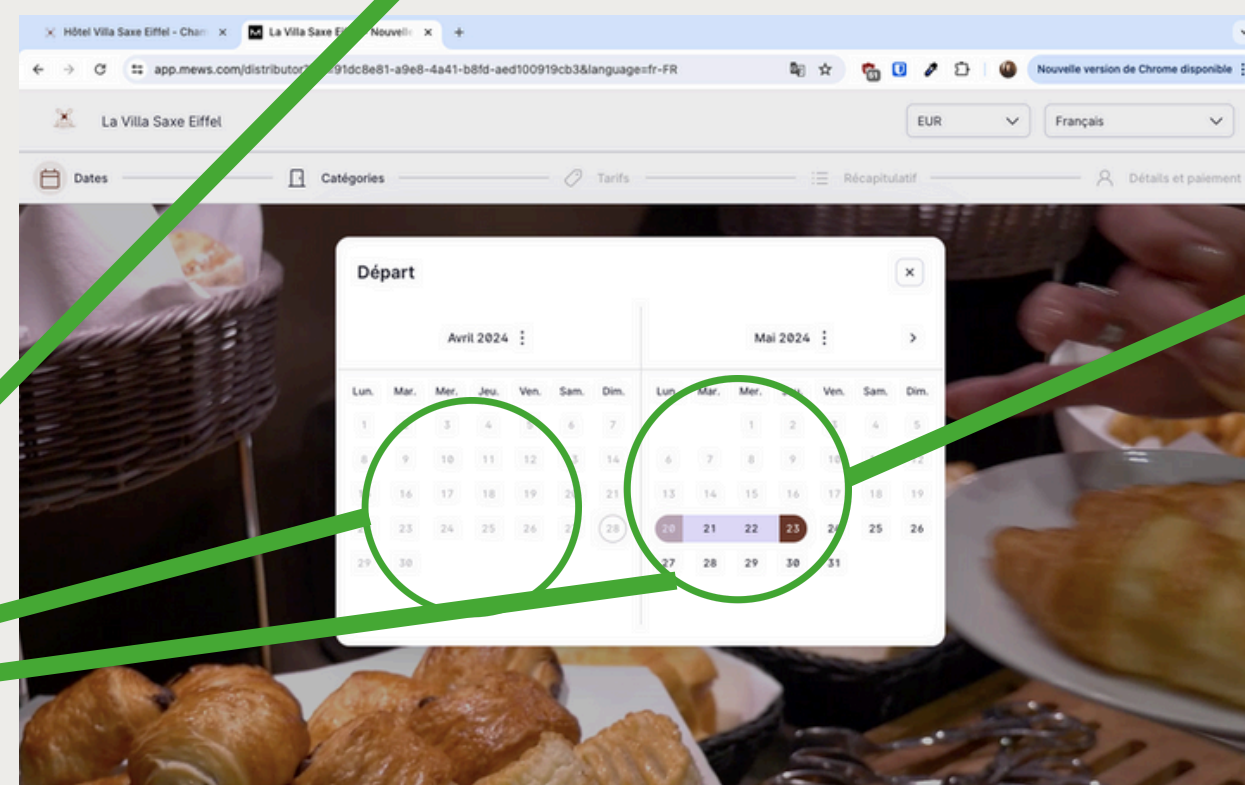 Hôtel Villa Saxe Eiffel - Cham
La Villa Saxe Ei Nouvelle
app.mews.com/distributor 91dc8e81-a9e8-4a41-b8fd-aed100919cb3&language=fr-FR
Nouvelle version de Chrome disponible
La Villa Saxe Eiffel
EUR
Français
Dates
Catégories
Tarifs
Récapitulatif
Détails et paiement
Départ
Avril 2024
Mai 2024
Lun. Mar. Mer. Jeu. Ven. Sam. Dim.
1 3 4 5 6 7
8 9 10 11 12 14
16 17 18 19 20 21
23 24 25 26 28
29 30
Lun. Mar. Mer. Ven. Sam. Dim.
1 2 3 4 5
6 7 8 9 10 12
13 14 15 16 17 18 19
20 21 22 23 24 25 26
27 28 29 30 31